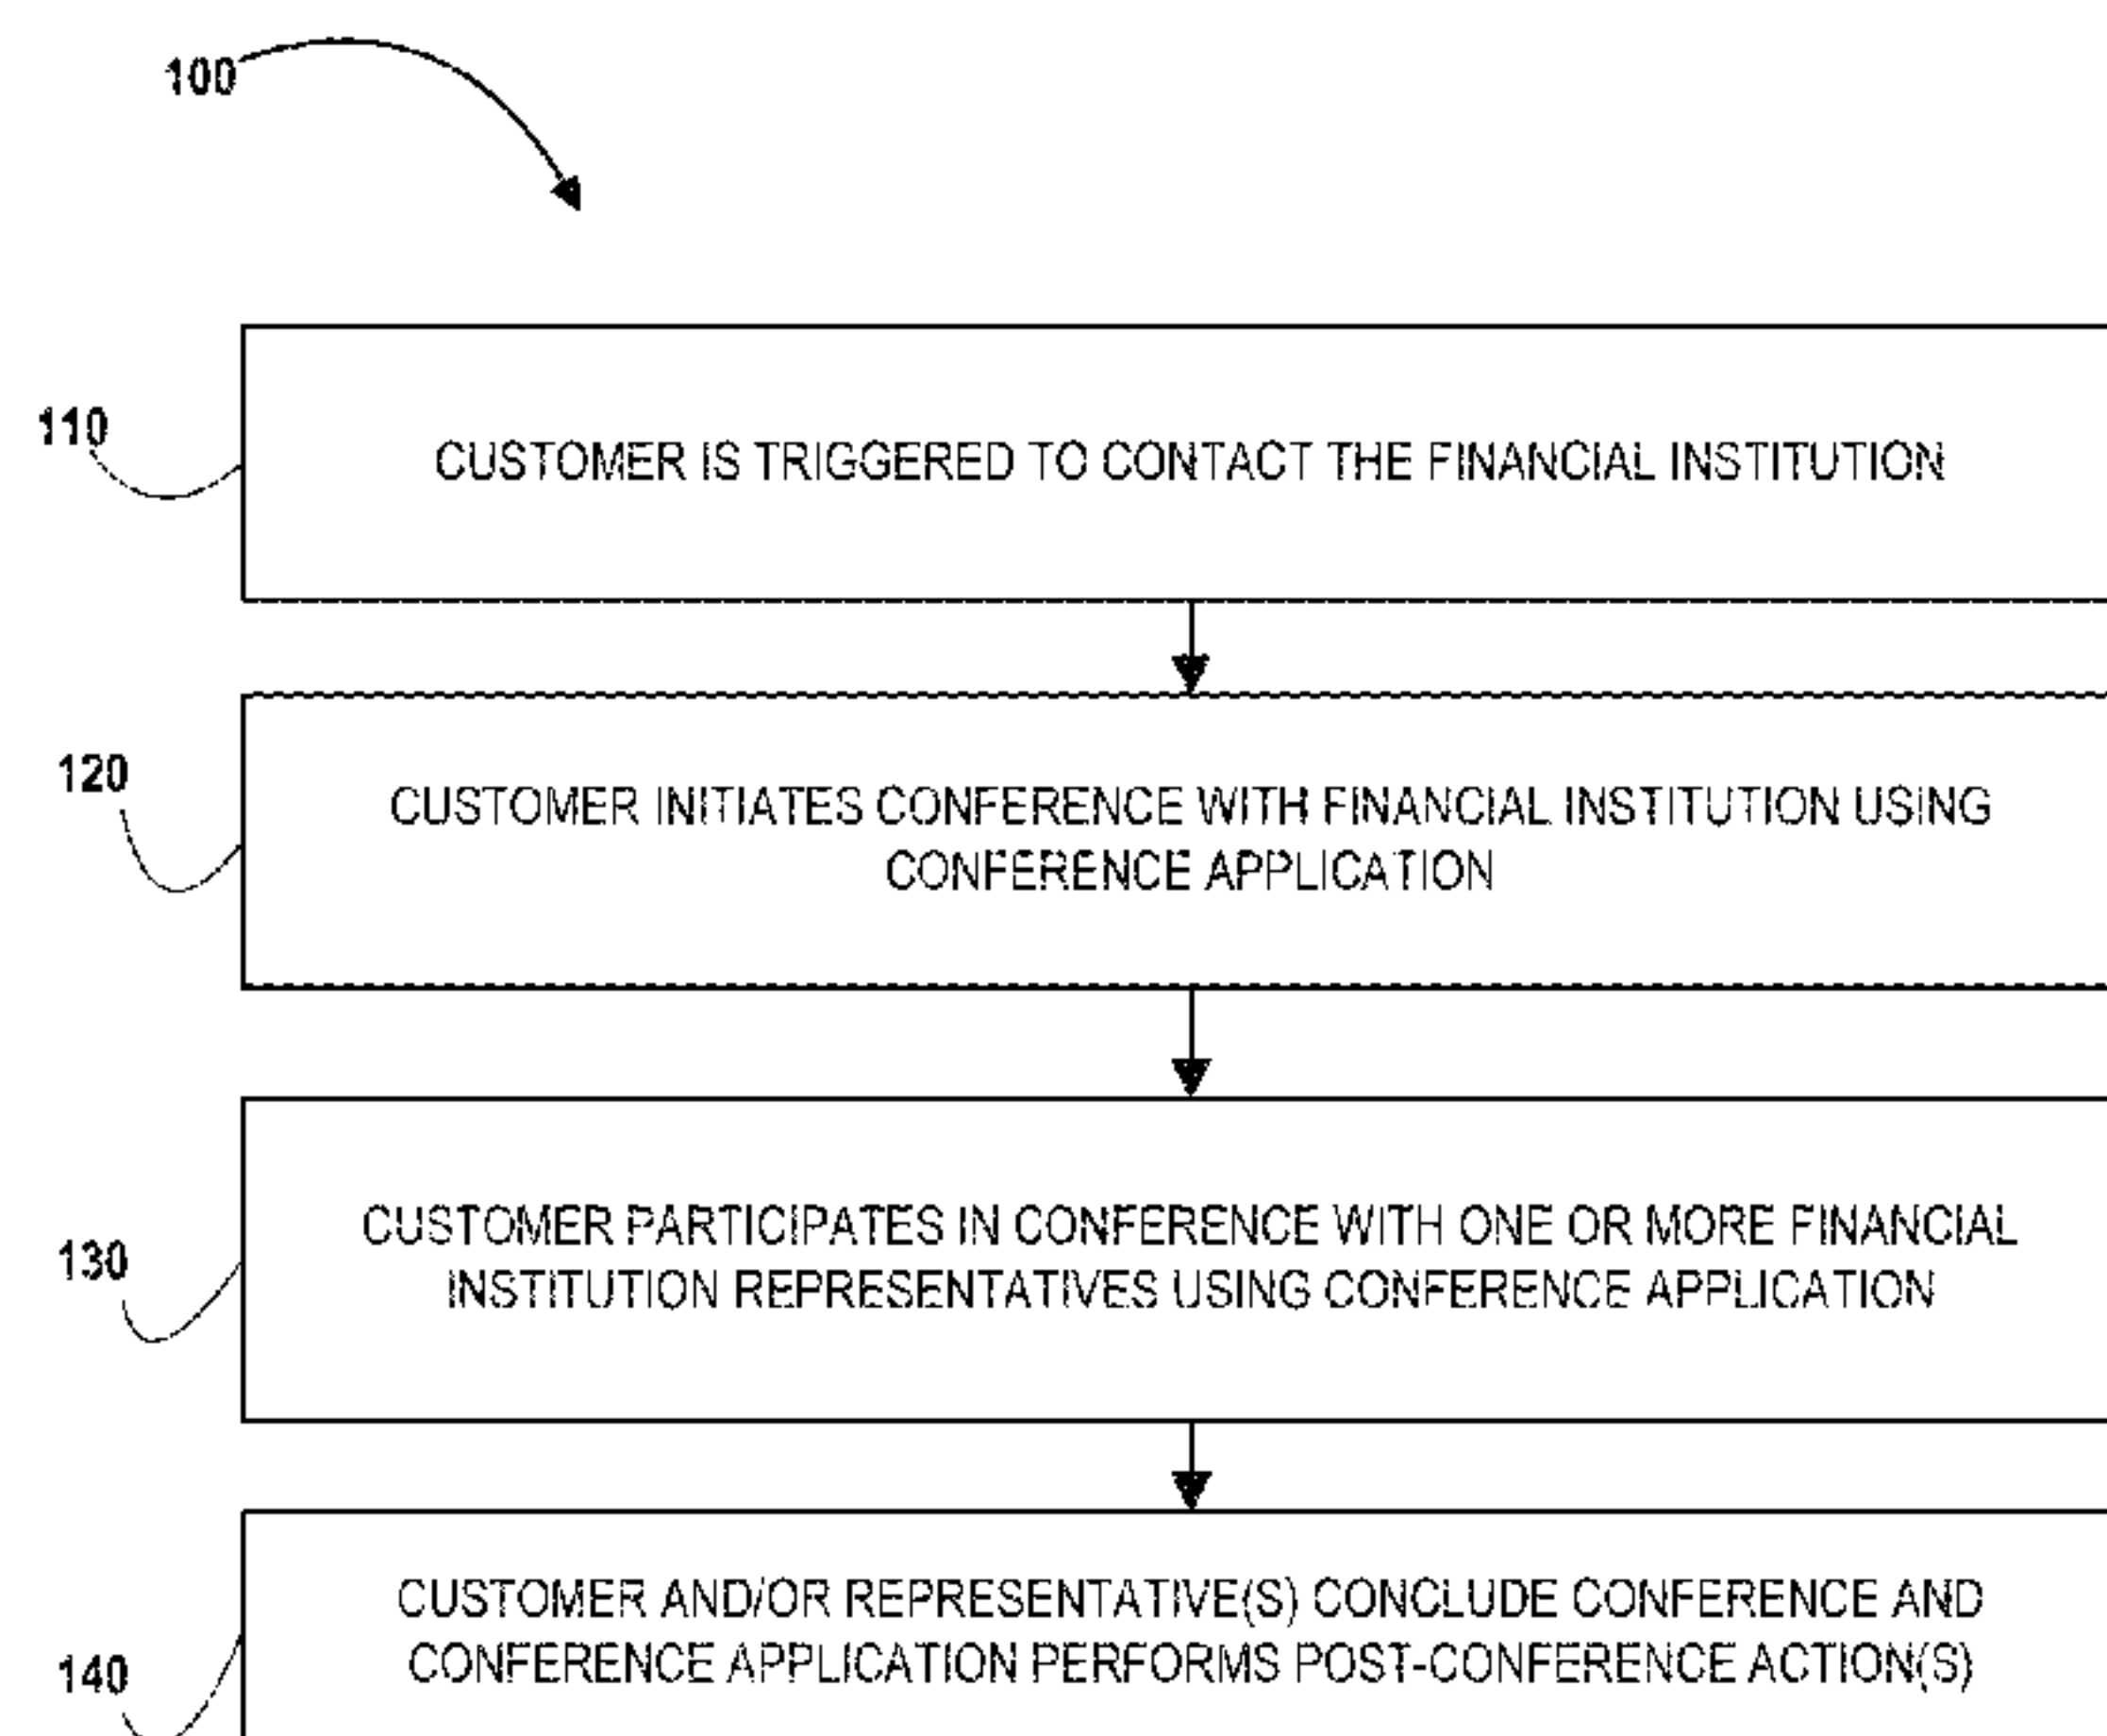 100
110
CUSTOMER IS TRIGGERED TO CONTACT THE FINANCIAL INSTITUTION
120
CUSTOMER INITIATES CONFERENCE WITH FINANCIAL INSTITUTION USING
CONFERENCE APPLICATION
130
CUSTOMER PARTICIPATES IN CONFERENCE WITH ONE OR MORE FINANCIAL
INSTITUTION REPRESENTATIVES USING CONFERENCE APPLICATION
140
CUSTOMER AND/OR REPRESENTATIVE(S) CONCLUDE CONFERENCE AND
CONFERENCE APPLICATION PERFORMS POST-CONFERENCE ACTION(S)